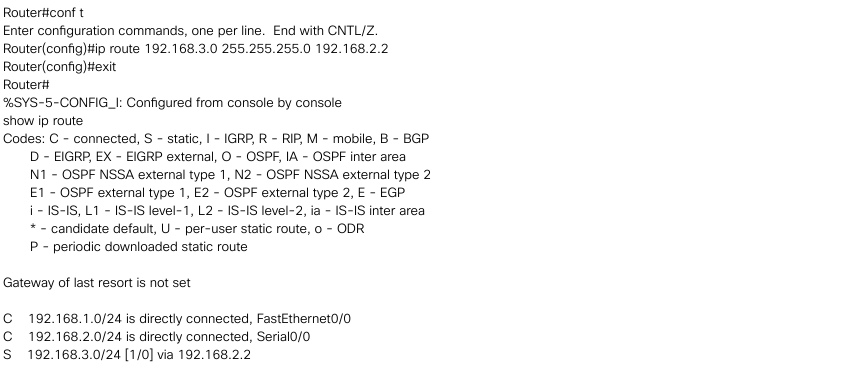 Router#conf t
Enter configuration commands, one per line.  End with CNTL/Z.
Router(config)#ip route 192.168.3.0 255.255.255.0 192.168.2.2
Router(config)#exit
Router#
%SYS-5-CONFIG_I: Configured from console by console
show ip route
Codes: C - connected, S - static, I - IGRP, R - RIP, M - mobile, B - BGP
D - EIGRP, EX - EIGRP external, O - OSPF, IA - OSPF inter area
N1 - OSPF NSSA external type 1, N2 - OSPF NSSA external type 2
E1 - OSPF external type 1, E2 - OSPF external type 2, E - EGP
i - IS-IS, L1 - IS-IS level-1, L2 - IS-IS level-2, ia - IS-IS inter area
* - candidate default, U - per-user static route, o - ODR
P - periodic downloaded static route
Gateway of last resort is not set
C    192.168.1.0/24 is directly connected, FastEthernet0/0
C    192.168.2.0/24 is directly connected, Serial0/0
S    192.168.3.0/24 [1/0] via 192.168.2.2